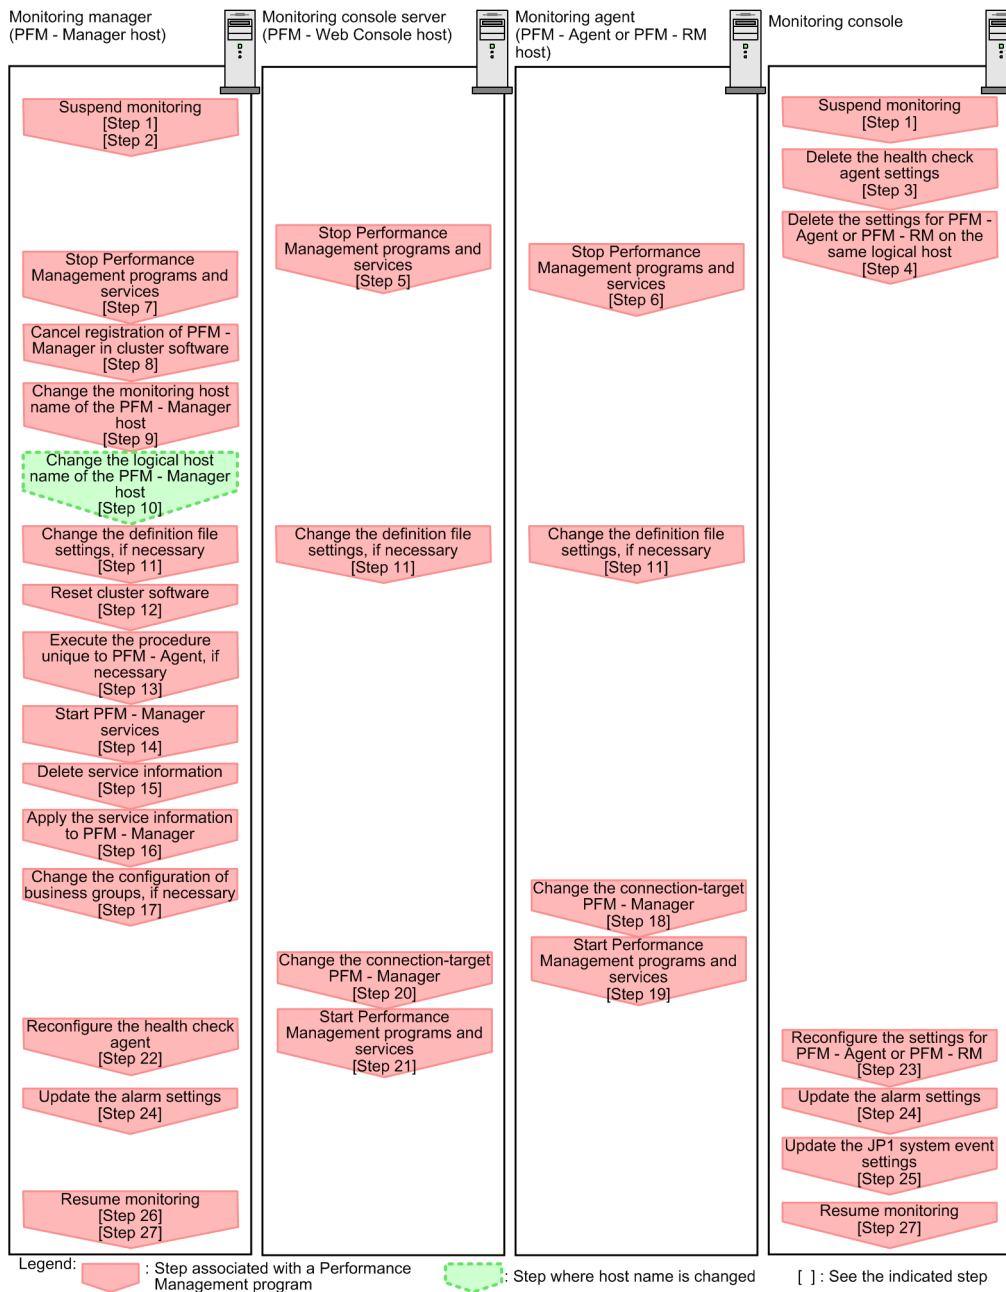 Monitoring manager
(PFM - Manager host)
Suspend monitoring
[Step 1]
[Step 2]
Stop Performance
Management programs and
services
[Step 7]
Cancel registration of PFM -
Manager in cluster software
[Step 8]
Change the monitoring host
name of the PFM - Manager
host
[Step 9]
Change the logical host
name of the PFM - Manager
host
[Step 10]
Change the definition file
settings, if necessary
[Step 11]
Reset cluster software
[Step 12]
Execute the procedure
unique to PFM - Agent, if
necessary
[Step 13]
Start PFM - Manager
services
[Step 14]
Delete service information
[Step 15]
Apply the service information
to PFM - Manager
[Step 16]
Change the configuration of
business groups, if necessary
[Step 17]
Reconfigure the health check
agent
[Step 22]
Update the alarm settings
[Step 24]
Resume monitoring
[Step 26]
[Step 27]
Monitoring console server
(PFM - Web Console host)
Stop Performance
Management programs and
services
[Step 5]
Change the definition file
settings, if necessary
[Step 11]
Change the connection-target
PFM - Manager
[Step 20]
Start Performance
Management programs and
services
[Step 21]
Monitoring agent
(PFM - Agent or PFM - RM
host)
Stop Performance
Management programs and
services
[Step 6]
Change the definition file
settings, if necessary
[Step 11]
Change the connection-target
PFM - Manager
[Step 18]
Start Performance
Management programs and
services
[Step 19]
Monitoring console
Suspend monitoring
[Step 1]
Delete the health check
agent settings
[Step 3]
Delete the settings for PFM -
Agent or PFM - RM on the
same logical host
[Step 4]
Reconfigure the settings for
PFM - Agent or PFM - RM
[Step 23]
Update the alarm settings
[Step 24]
Update the JP1 system event
settings
[Step 25]
Resume monitoring
[Step 27]
Legend:
: Step associated with a Performance
Management program
: Step where host name is changed
[ ] : See the indicated step